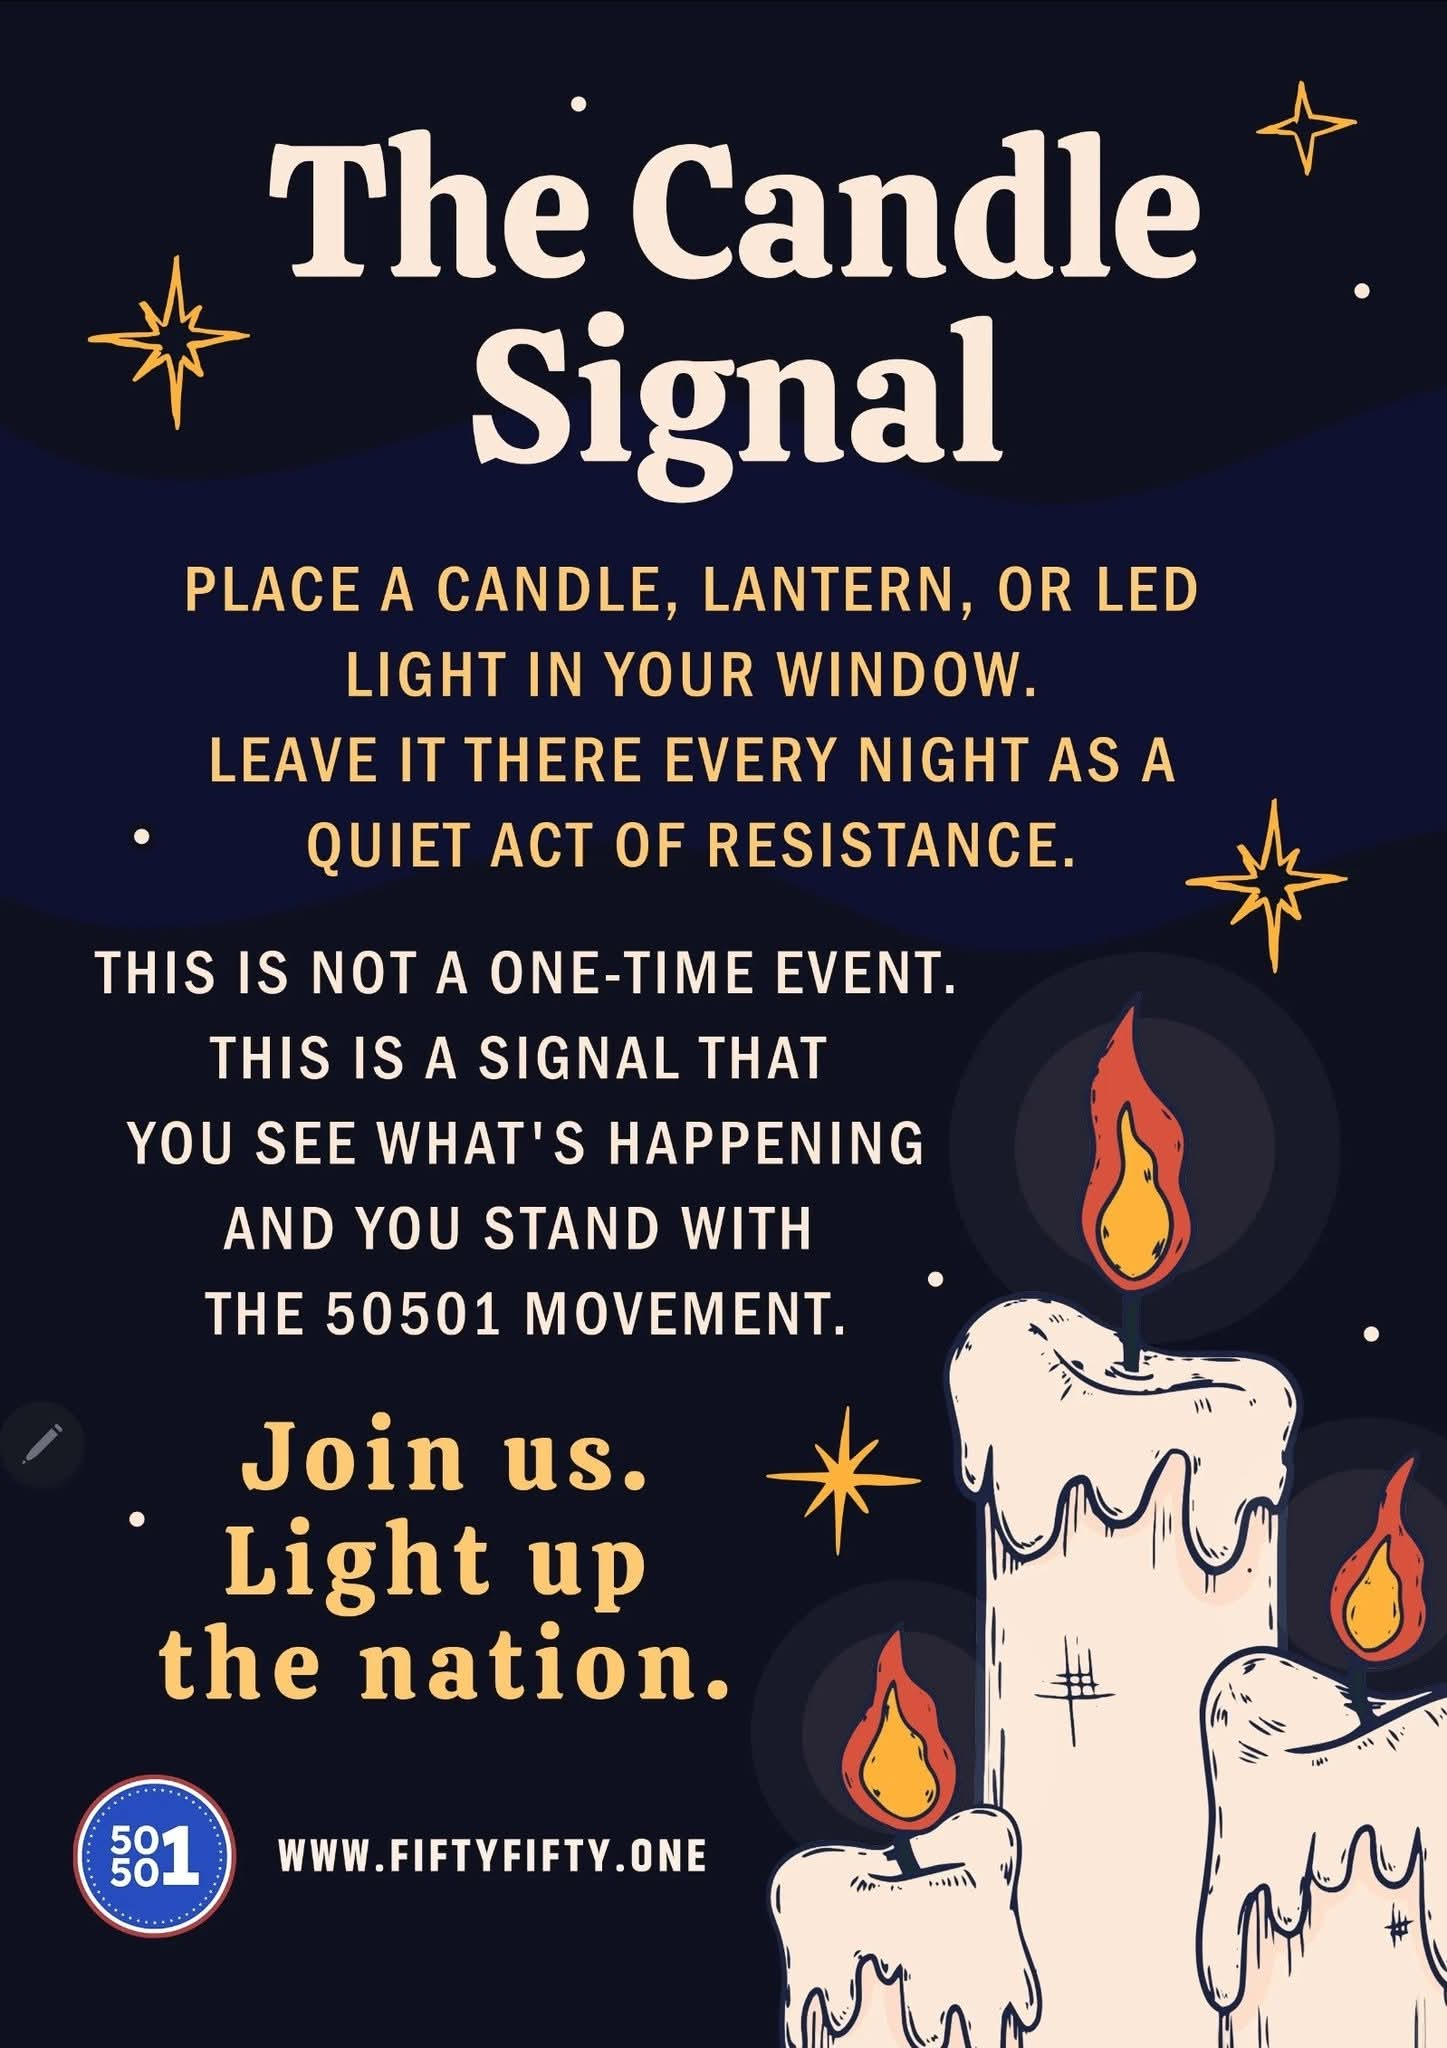 The Candle
Signal
PLACE A CANDLE, LANTERN, OR LED
LIGHT IN YOUR WINDOW.
LEAVE IT THERE EVERY NIGHT AS A
QUIET ACT OF RESISTANCE.
THIS IS NOT A ONE-TIME EVENT.
THIS IS A SIGNAL THAT
YOU SEE WHAT'S HAPPENING
AND YOU STAND WITH
THE 50501 MOVEMENT.
Join us.
Light up
the nation.
50
501
WWW.FIFTYFIFTY.ONE